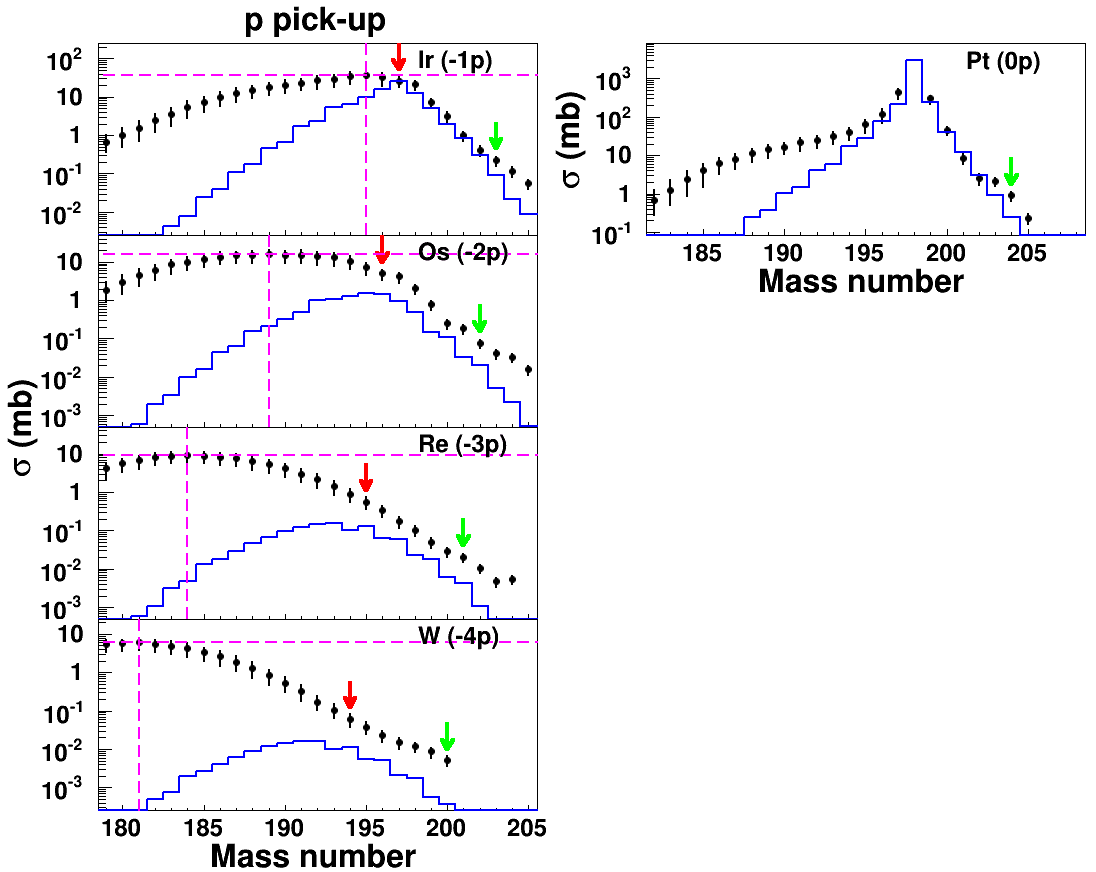 p pick-up
σ (mb)
Ir (-1p)
10²
10
1
10⁻¹
10⁻²
Os (-2p)
10
1
10⁻¹
10⁻²
10⁻³
Re (-3p)
10
1
10⁻¹
10⁻²
10⁻³
W (-4p)
10
1
10⁻¹
10⁻²
10⁻³
180 185 190 195 200 205
Mass number
σ (mb)
Pt (0p)
10³
10²
10
1
10⁻¹
185 190 195 200 205
Mass number